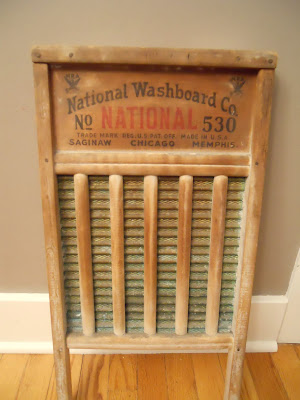 National Washboard Co.
No NATIONAL 530
TRADE MARK REG. U.S. PAT. OFF. MADE IN U.S.A.
SAGINAW CHICAGO MEMPHIS